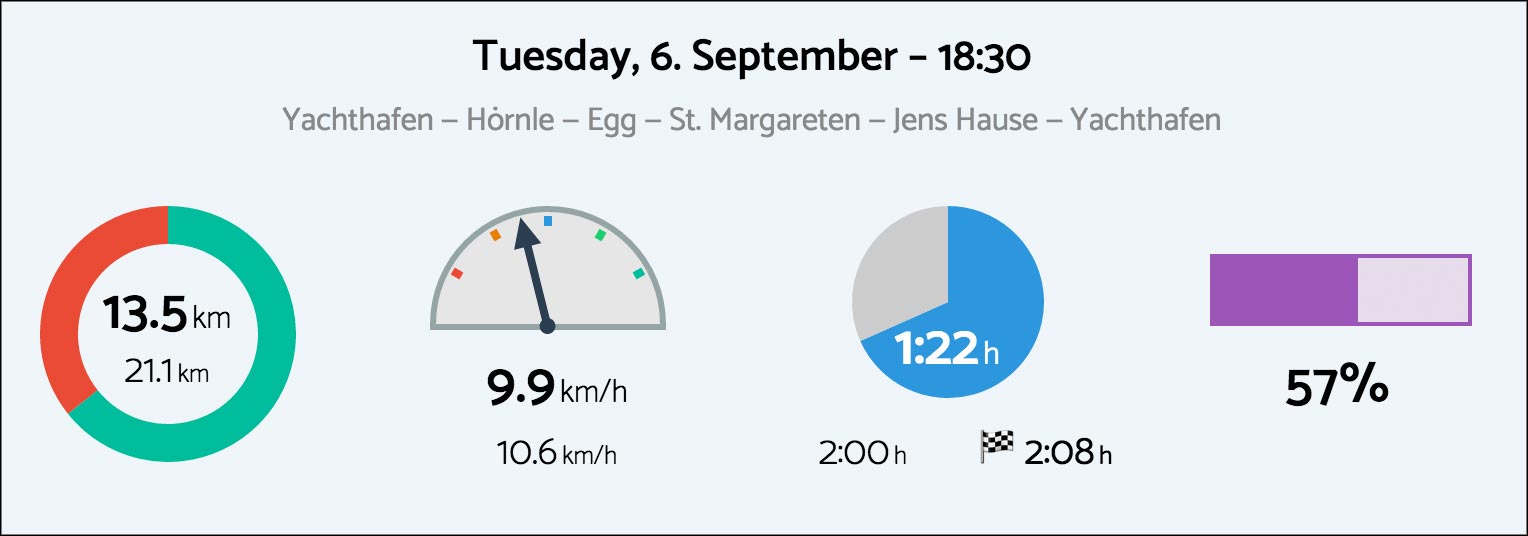 Tuesday, 6. September – 18:30
Yachthafen – Hörnle – Egg – St. Margareten – Jens Hause – Yachthafen
13.5 km
21.1 km
9.9 km/h
10.6 km/h
1:22 h
2:00 h 2:08 h
57%